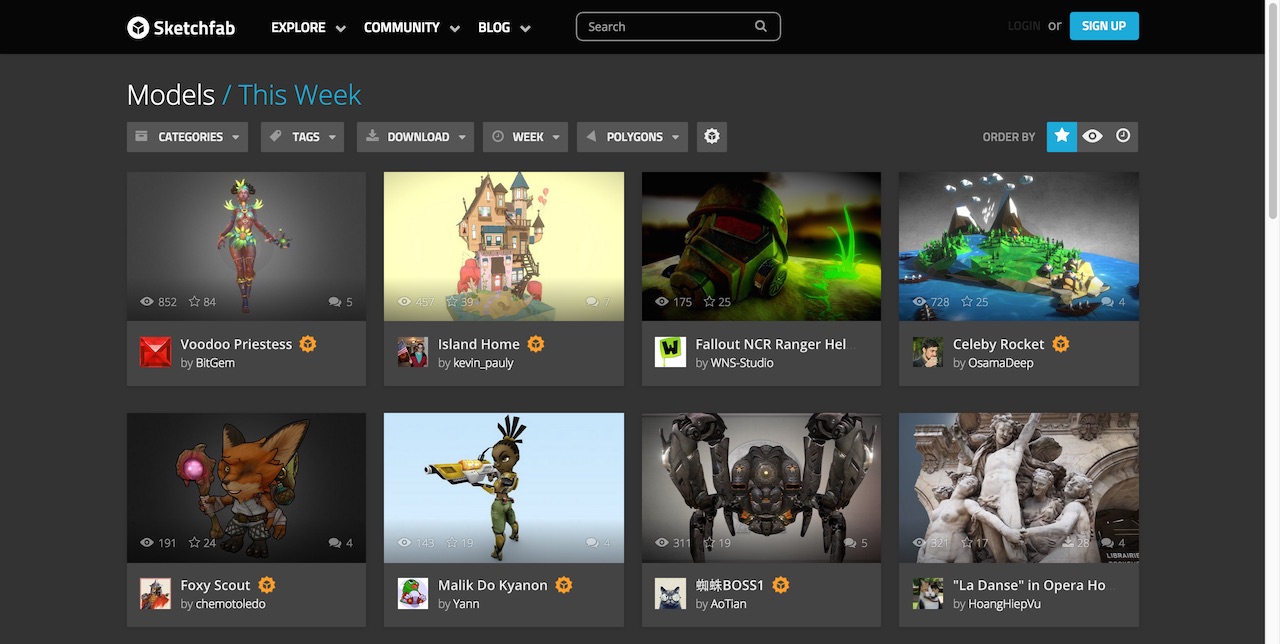 Sketchfab EXPLORE COMMUNITY BLOG Search LOGIN or SIGN UP
Models / This Week
CATEGORIES TAGS DOWNLOAD WEEK POLYGONS ORDER BY
852 84 5 457 39 7 175 25 728 25 4
Voodoo Priestess Island Home Fallout NCR Ranger Hel Celeby Rocket
by BitGem by kevin_pauly by WNS-Studio by OsamaDeep
LIBRAIRIE
191 24 4 143 19 4 311 19 5 321 17 28 4
Foxy Scout Malik Do Kyanon 蜘蛛BOSS1 "La Danse" in Opera Ho...
by chemotoledo by Yann by AoTian by HoangHiepVu